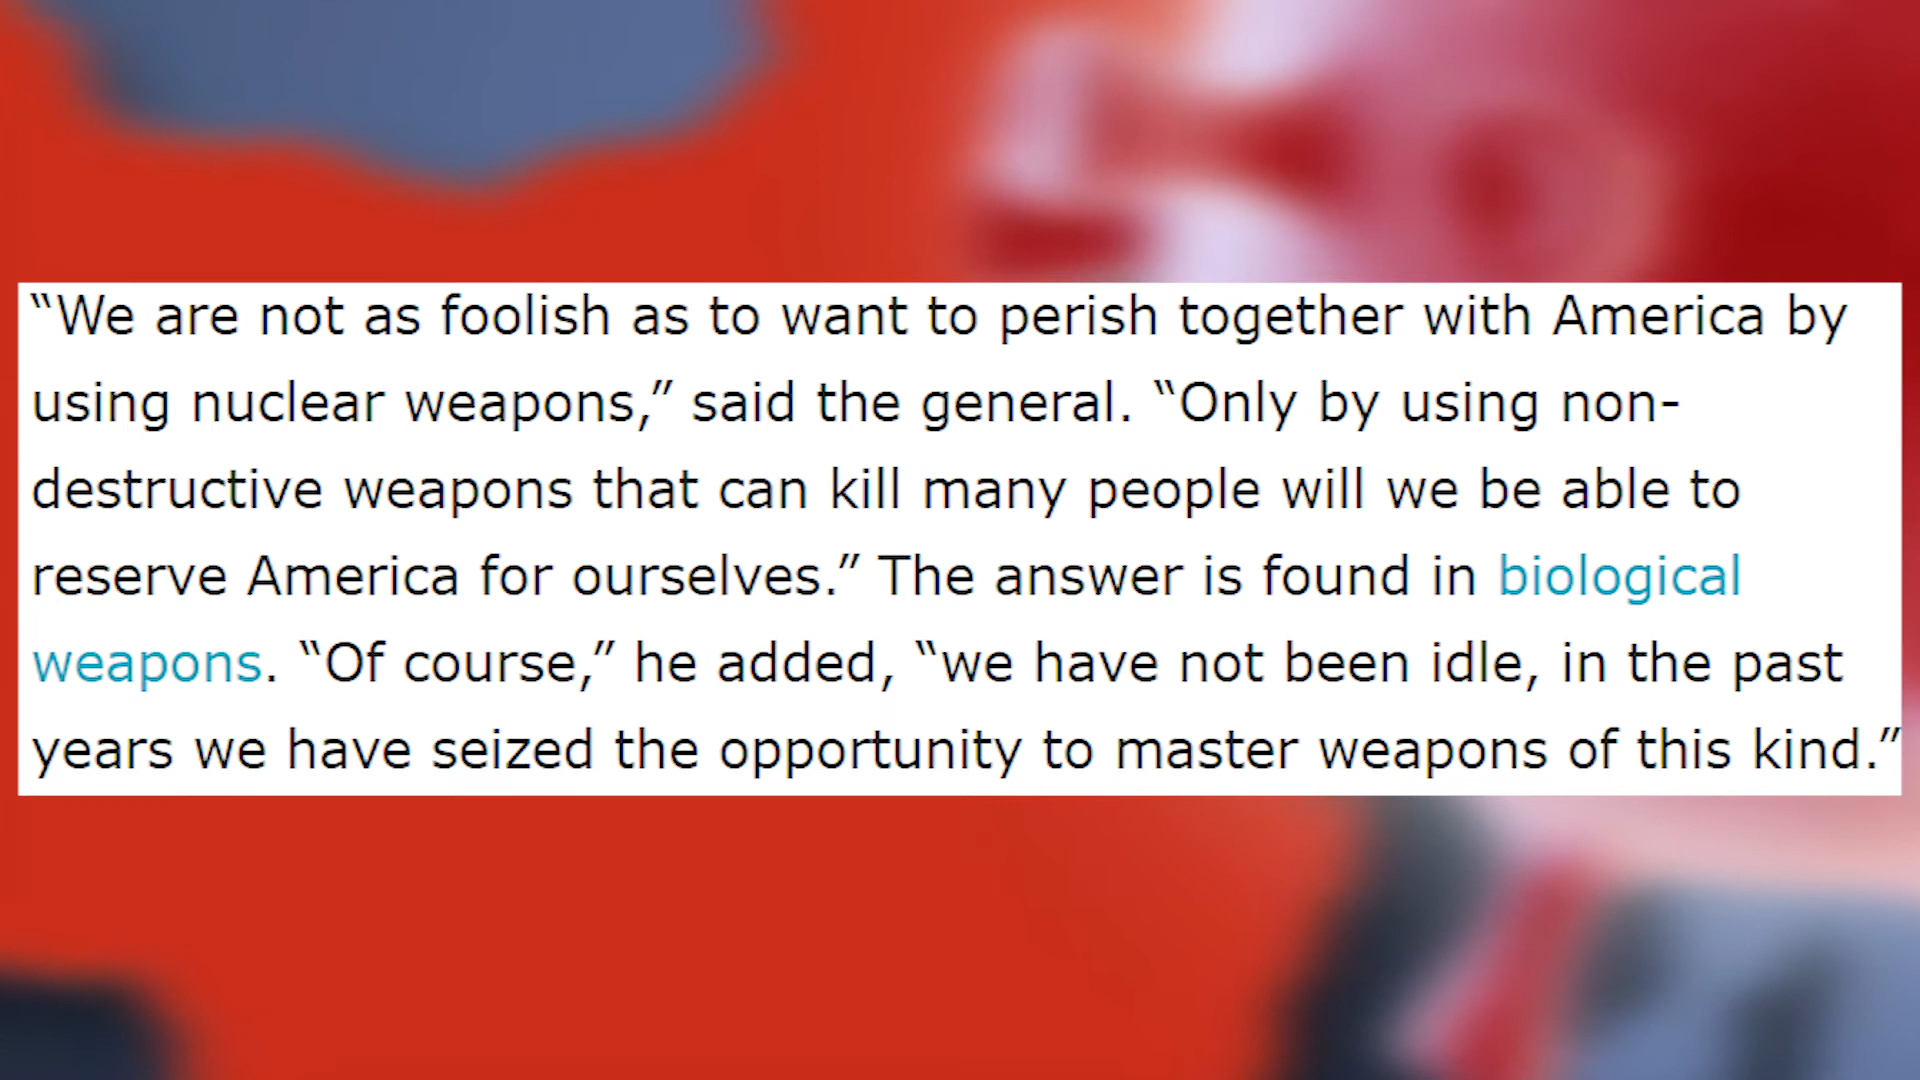 “We are not as foolish as to want to perish together with America by
using nuclear weapons,” said the general. “Only by using non-
destructive weapons that can kill many people will we be able to
reserve America for ourselves.” The answer is found in biological
weapons. “Of course,” he added, “we have not been idle, in the past
years we have seized the opportunity to master weapons of this kind.”